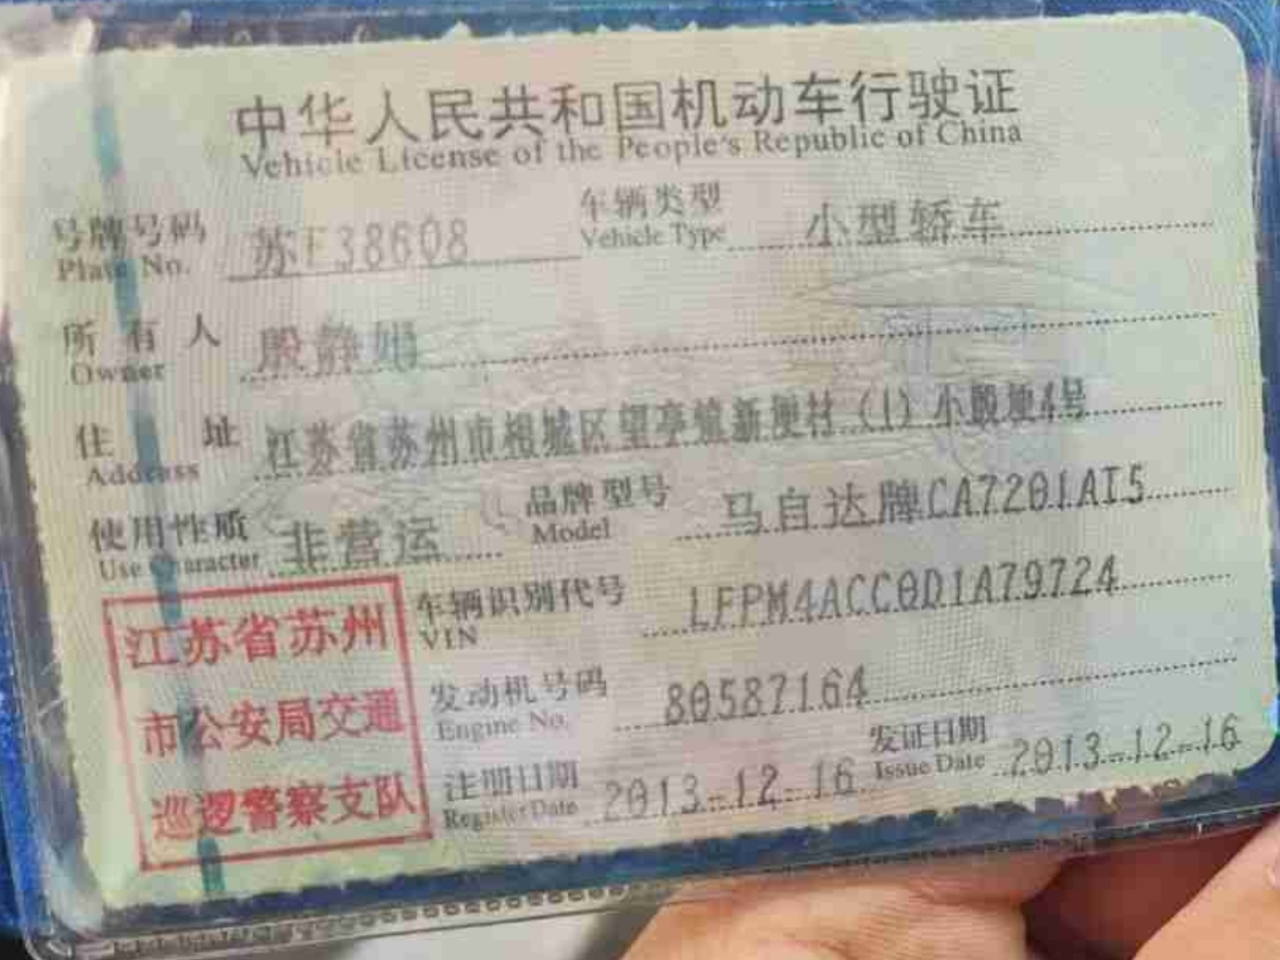 中华人民共和国机动车行驶证
Vehicle License of the People's Republic of China
号牌号码 苏E38608 车辆类型 小型轿车
Plate No. Vehicle Type
所有人 殷静娟
Owner
住址 江苏省苏州市相城区望亭镇新埂村(1)小殷地4号
Address
使用性质 非营运 品牌型号 马自达牌CA7201AT5
Use Character Model
江苏省苏州
市公安局交通
巡逻警察支队
车辆识别代号 LFPM4ACC0D1A79724
VIN
发动机号码 80587164
Engine No.
注册日期 2013-12-16 发证日期 2013-12-16
Register Date Issue Date